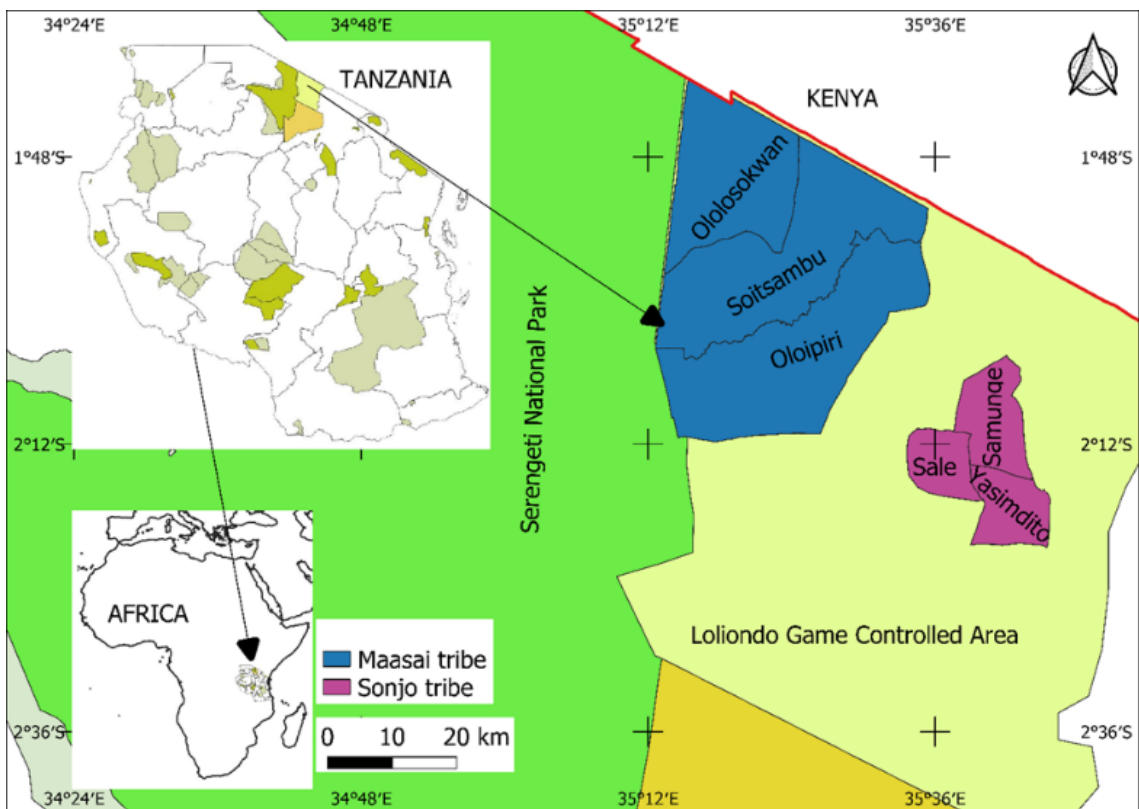 34°24′E 34°48′E 35°12′E 35°36′E
TANZANIA
KENYA
1°48′S 1°48′S
Ololosokwan
Soitsambu
Oloipiri
Serengeti National Park
Samunqe
Sale
Yasimdito
2°12′S 2°12′S
AFRICA
Loliondo Game Controlled Area
Maasai tribe
Sonjo tribe
0 10 20 km
2°36′S 2°36′S
34°24′E 34°48′E 35°12′E 35°36′E